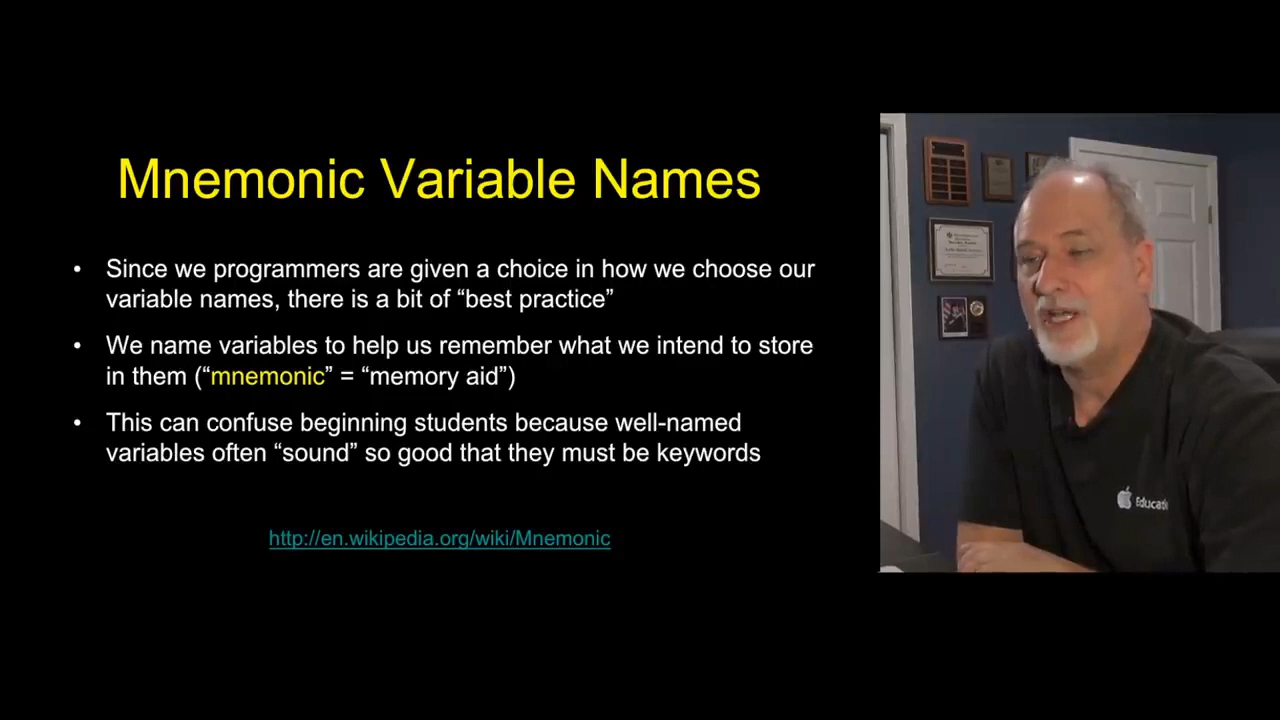 Mnemonic Variable Names
• Since we programmers are given a choice in how we choose our
variable names, there is a bit of “best practice”
• We name variables to help us remember what we intend to store
in them (“mnemonic” = “memory aid”)
• This can confuse beginning students because well-named
variables often “sound” so good that they must be keywords
http://en.wikipedia.org/wiki/Mnemonic